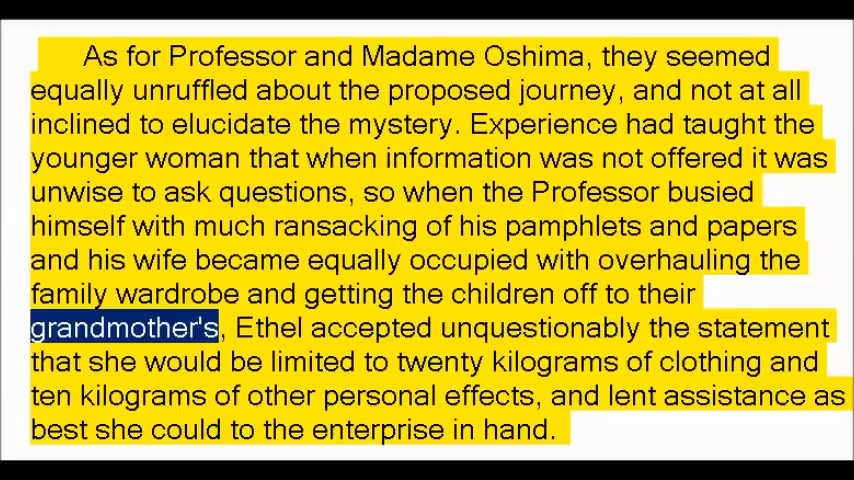 As for Professor and Madame Oshima, they seemed
equally unruffled about the proposed journey, and not at all
inclined to elucidate the mystery. Experience had taught the
younger woman that when information was not offered it was
unwise to ask questions, so when the Professor busied
himself with much ransacking of his pamphlets and papers
and his wife became equally occupied with overhauling the
family wardrobe and getting the children off to their
grandmother's, Ethel accepted unquestionably the statement
that she would be limited to twenty kilograms of clothing and
ten kilograms of other personal effects, and lent assistance as
best she could to the enterprise in hand.